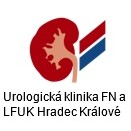 Urologická klinika FN a
LFUK Hradec Králové